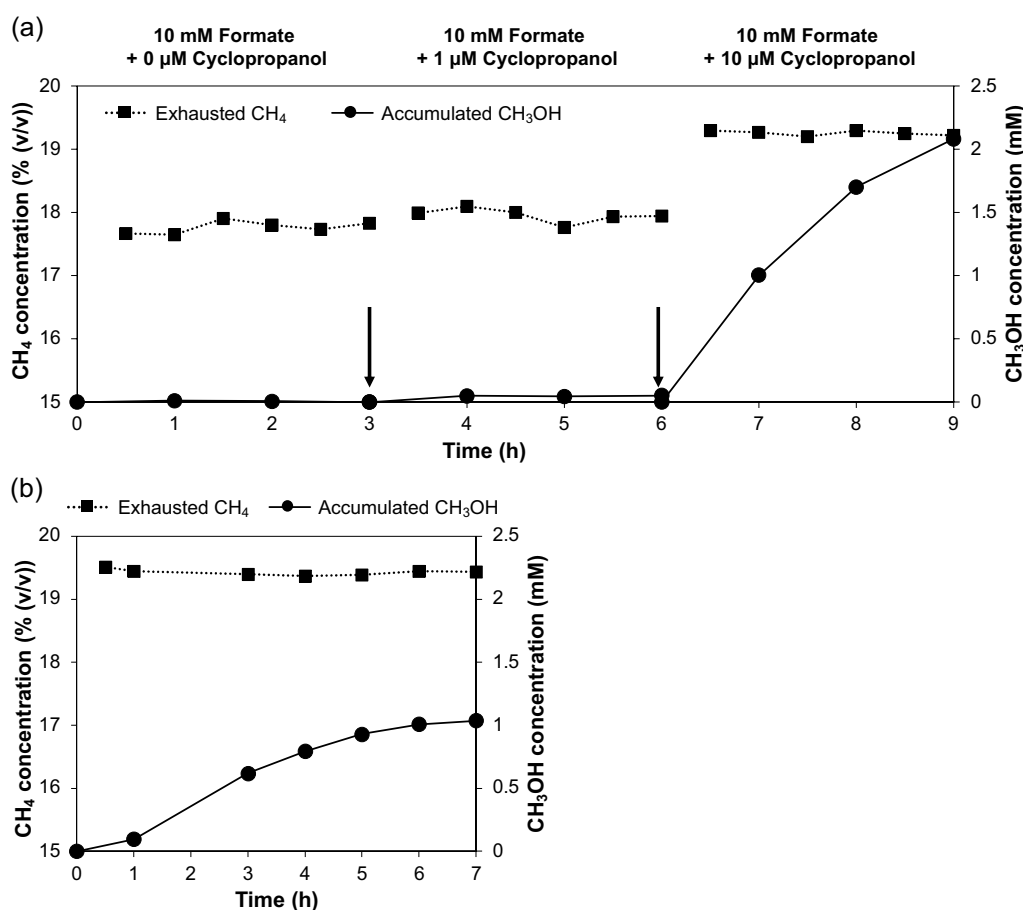 (a)
10 mM Formate
+ 0 µM Cyclopropanol
10 mM Formate
+ 1 µM Cyclopropanol
10 mM Formate
+ 10 µM Cyclopropanol
Exhausted CH₄
Accumulated CH₃OH
CH₄ concentration (% (v/v))
20
19
18
17
16
15
2.5
2
1.5
1
0.5
0
CH₃OH concentration (mM)
0 1 2 3 4 5 6 7 8 9
Time (h)
(b)
Exhausted CH₄
Accumulated CH₃OH
CH₄ concentration (% (v/v))
20
19
18
17
16
15
2.5
2
1.5
1
0.5
0
CH₃OH concentration (mM)
0 1 2 3 4 5 6 7
Time (h)